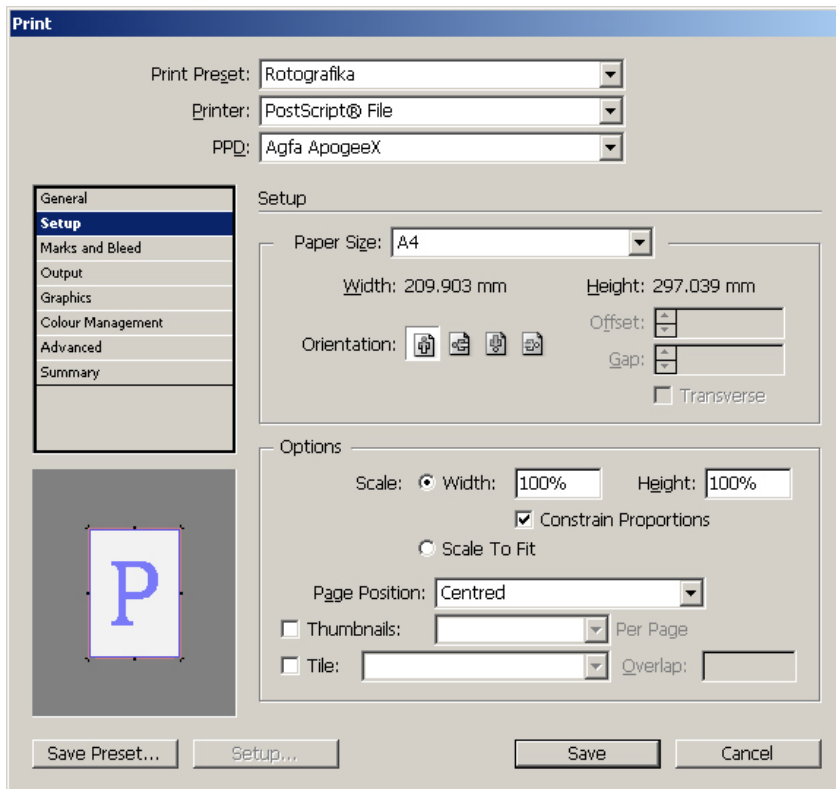 Print
Print Preset: Rotografika
Printer: PostScript® File
PPD: Agfa ApogeeX
General
Setup
Marks and Bleed
Output
Graphics
Colour Management
Advanced
Summary
Setup
Paper Size: A4
Width: 209.903 mm Height: 297.039 mm
Orientation: Offset:
Gap:
Transverse
Options
Scale: Width: 100% Height: 100%
Constrain Proportions
Scale To Fit
Page Position: Centred
Thumbnails: Per Page
Tile: Overlap:
P
Save Preset... Setup... Save Cancel